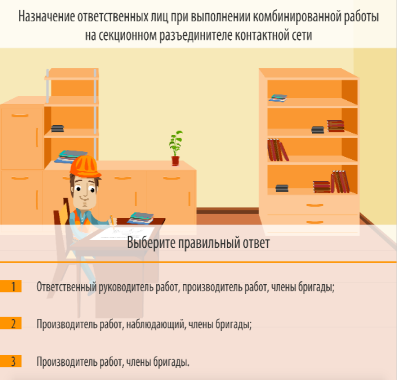 Назначение ответственных лиц при выполнении комбинированной работы
на секционном разъединителе контактной сети
Выберите правильный ответ
1 Ответственный руководитель работ, производитель работ, члены бригады;
2 Производитель работ, наблюдающий, члены бригады;
3 Производитель работ, члены бригады.